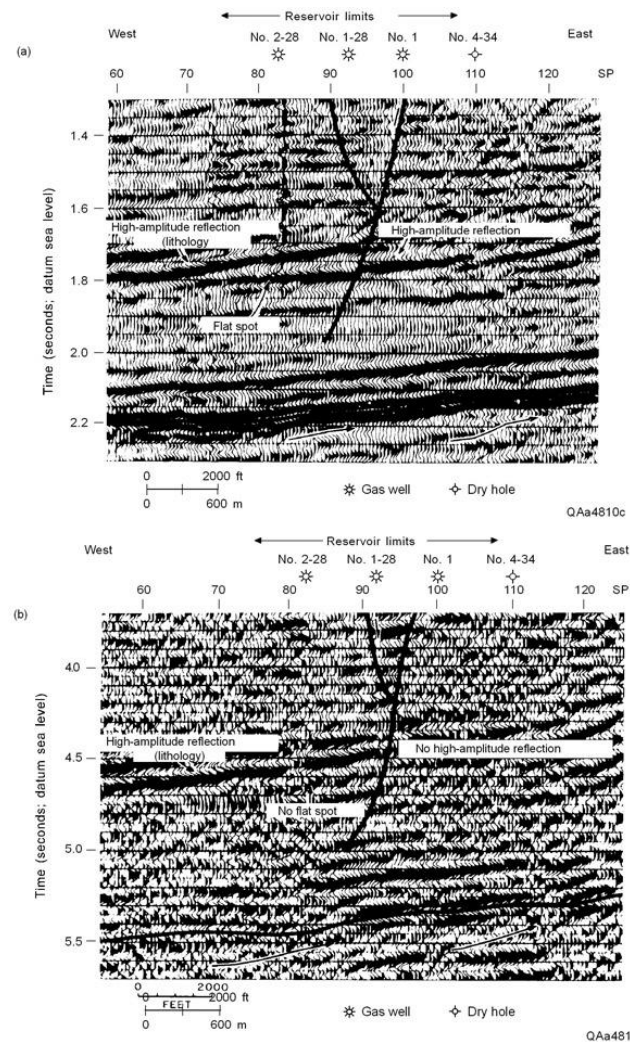 Reservoir limits
West
No. 2-28 No. 1-28 No. 1 No. 4-34
East
(a)
60 70 80 90 100 110 120 SP
1.4
1.6
High-amplitude reflection
(lithology
High-amplitude reflection
1.8
Flat spot
2.0
2.2
Time (seconds; datum sea level)
0 2000 ft
0 600 m
Gas well Dry hole
QAa4810c
Reservoir limits
West
No. 2-28 No. 1-28 No. 1 No. 4-34
East
(b)
60 70 80 90 100 110 120 SP
4.0
High-amplitude reflection
(lithology)
No high-amplitude reflection
4.5
No flat spot
5.0
5.5
Time (seconds; datum sea level)
0 2000
0 2000 ft
FEET
0 600 m
Gas well Dry hole
QAa481